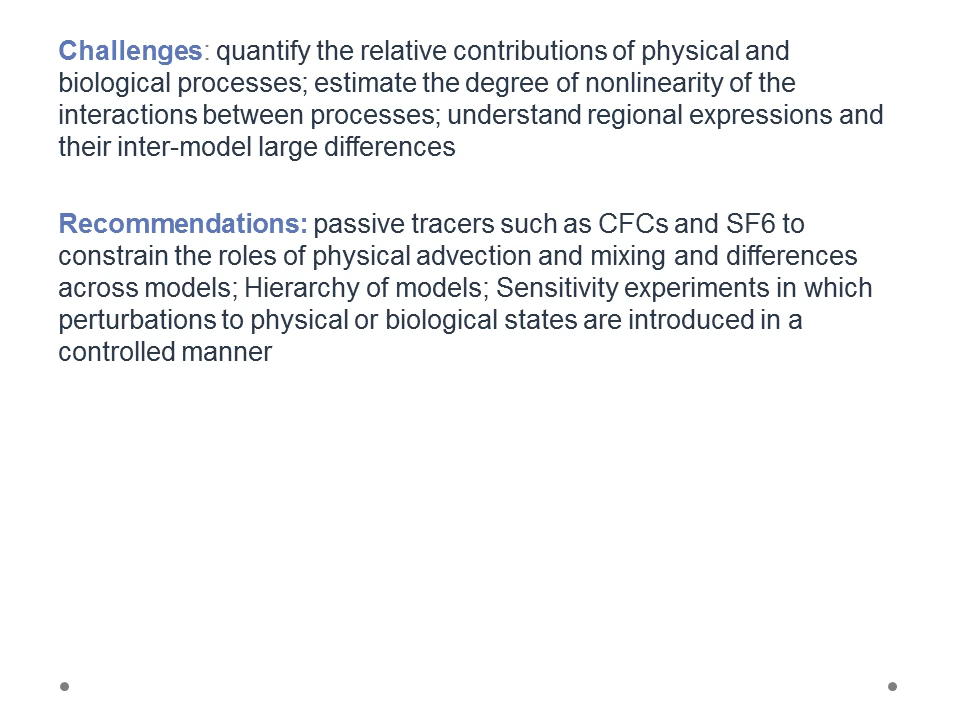 Challenges: quantify the relative contributions of physical and
biological processes; estimate the degree of nonlinearity of the
interactions between processes; understand regional expressions and
their inter-model large differences
Recommendations: passive tracers such as CFCs and SF6 to
constrain the roles of physical advection and mixing and differences
across models; Hierarchy of models; Sensitivity experiments in which
perturbations to physical or biological states are introduced in a
controlled manner